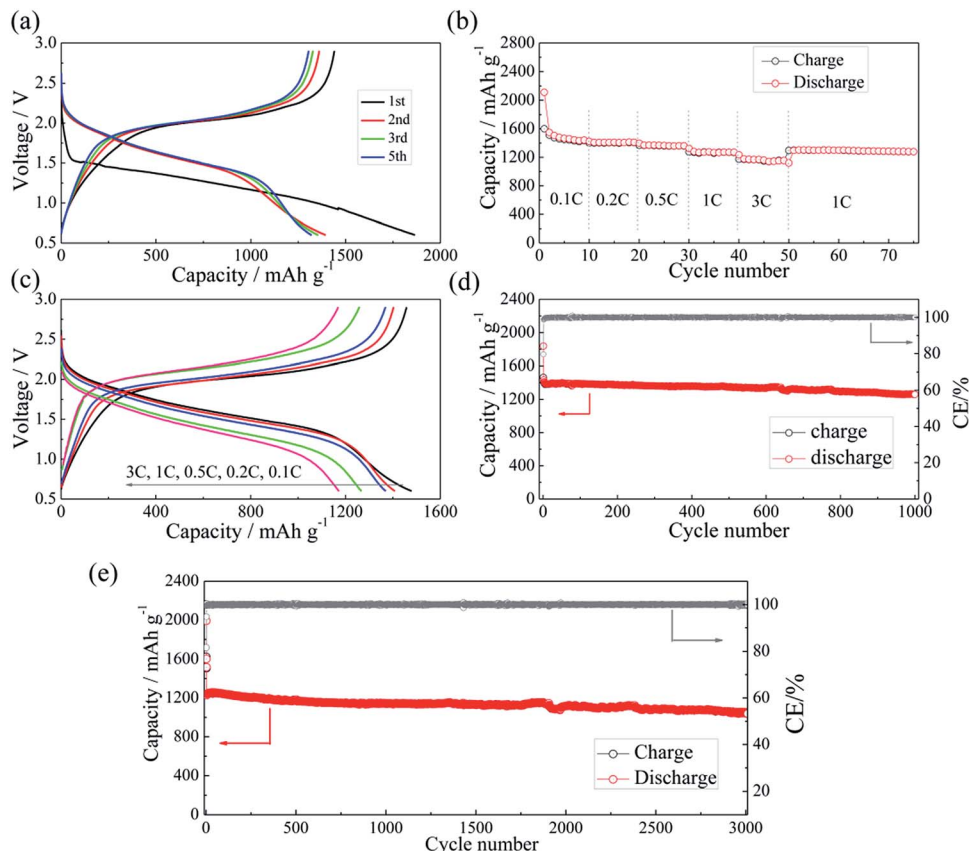 (a)
Voltage / V
3.0
2.5
2.0
1.5
1.0
0.5
1st
2nd
3rd
5th
0 500 1000 1500 2000
Capacity / mAh g-1
(b)
Capacity / mAh g-1
2800
2400
2000
1600
1200
800
400
0
Charge
Discharge
0.1C 0.2C 0.5C 1C 3C 1C
0 10 20 30 40 50 60 70
Cycle number
(c)
Voltage / V
3.0
2.5
2.0
1.5
1.0
0.5
3C, 1C, 0.5C, 0.2C, 0.1C
0 400 800 1200 1600
Capacity / mAh g-1
(d)
Capacity / mAh g-1
2400
2000
1600
1200
800
400
0
charge
discharge
100
80
60
40
20
0
CE/%
0 200 400 600 800 1000
Cycle number
(e)
Capacity / mAh g-1
2400
2000
1600
1200
800
400
0
Charge
Discharge
100
80
60
40
20
CE/%
0 500 1000 1500 2000 2500 3000
Cycle number